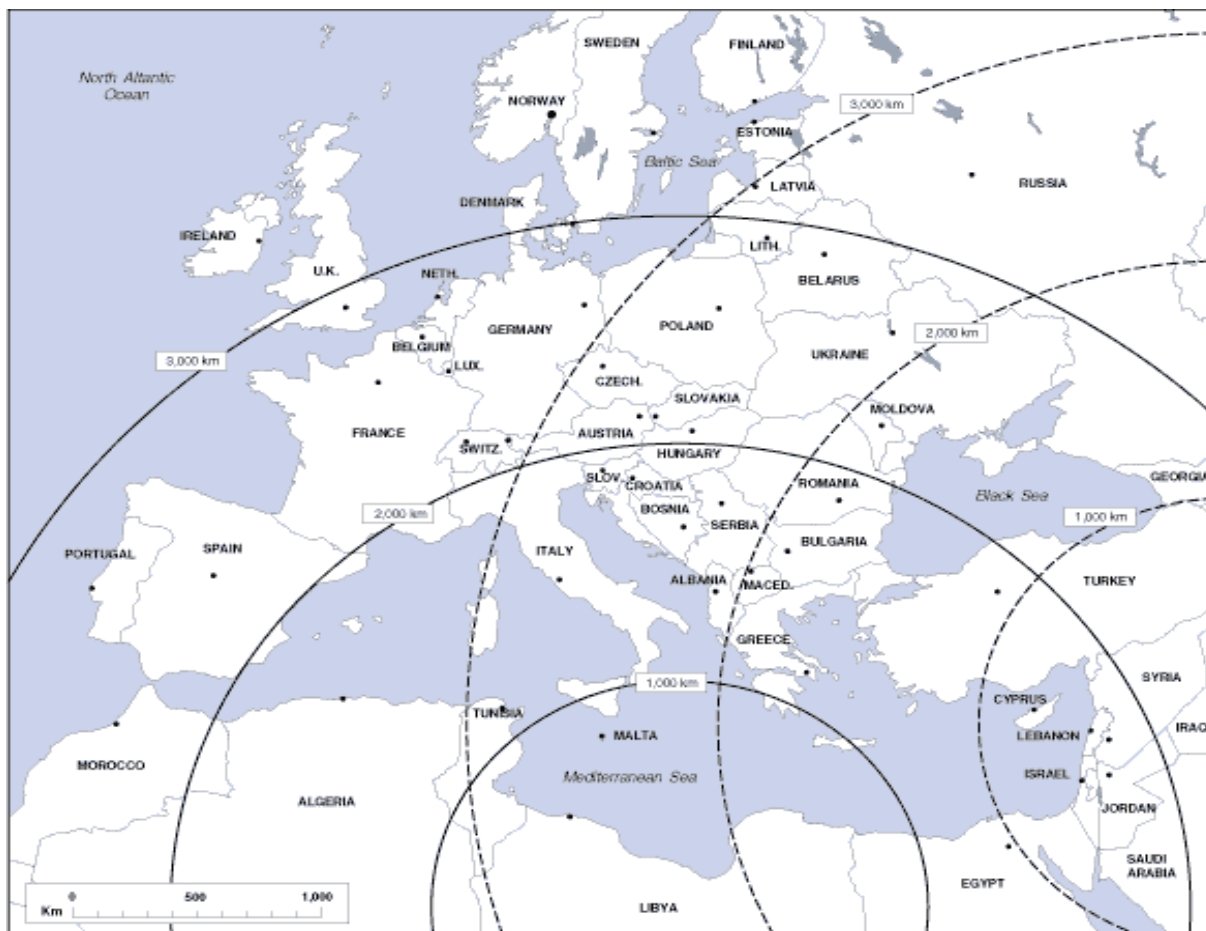 SWEDEN
FINLAND
North Atlantic
Ocean
NORWAY
3,000 km
ESTONIA
Baltic Sea
LATVIA
RUSSIA
DENMARK
IRELAND
LITH.
U.K.
NETH.
BELARUS
GERMANY
POLAND
2,000 km
BELGIUM
UKRAINE
3,000 km
LUX.
CZECH.
SLOVAKIA
MOLDOVA
FRANCE
AUSTRIA
SWITZ.
HUNGARY
SLOV.
CROATIA
ROMANIA
GEORGIA
Black Sea
BOSNIA
2,000 km
SERBIA
1,000 km
BULGARIA
SPAIN
PORTUGAL
ITALY
ALBANIA
MACED.
TURKEY
GREECE
SYRIA
1,000 km
CYPRUS
TUNISIA
IRAQ
MALTA
LEBANON
MOROCCO
Mediterranean Sea
ISRAEL
ALGERIA
JORDAN
SAUDI
ARABIA
EGYPT
0 500 1,000
Km
LIBYA